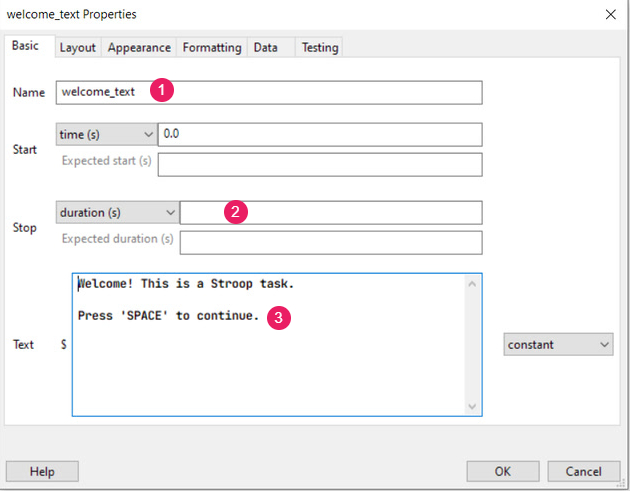 welcome_text Properties
Basic Layout Appearance Formatting Data Testing
Name welcome_text 1
Start time (s) 0.0
Expected start (s)
Stop duration (s) 2
Expected duration (s)
Welcome! This is a Stroop task.
Press 'SPACE' to continue. 3
Text $ constant
Help OK Cancel